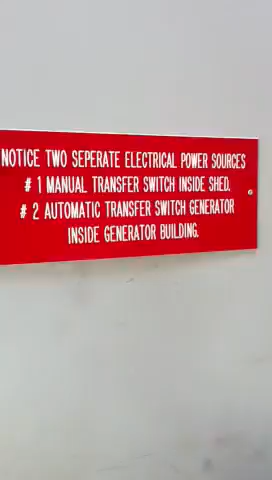 NOTICE TWO SEPERATE ELECTRICAL POWER SOURCES
# 1 MANUAL TRANSFER SWITCH INSIDE SHED.
# 2 AUTOMATIC TRANSFER SWITCH GENERATOR
INSIDE GENERATOR BUILDING.